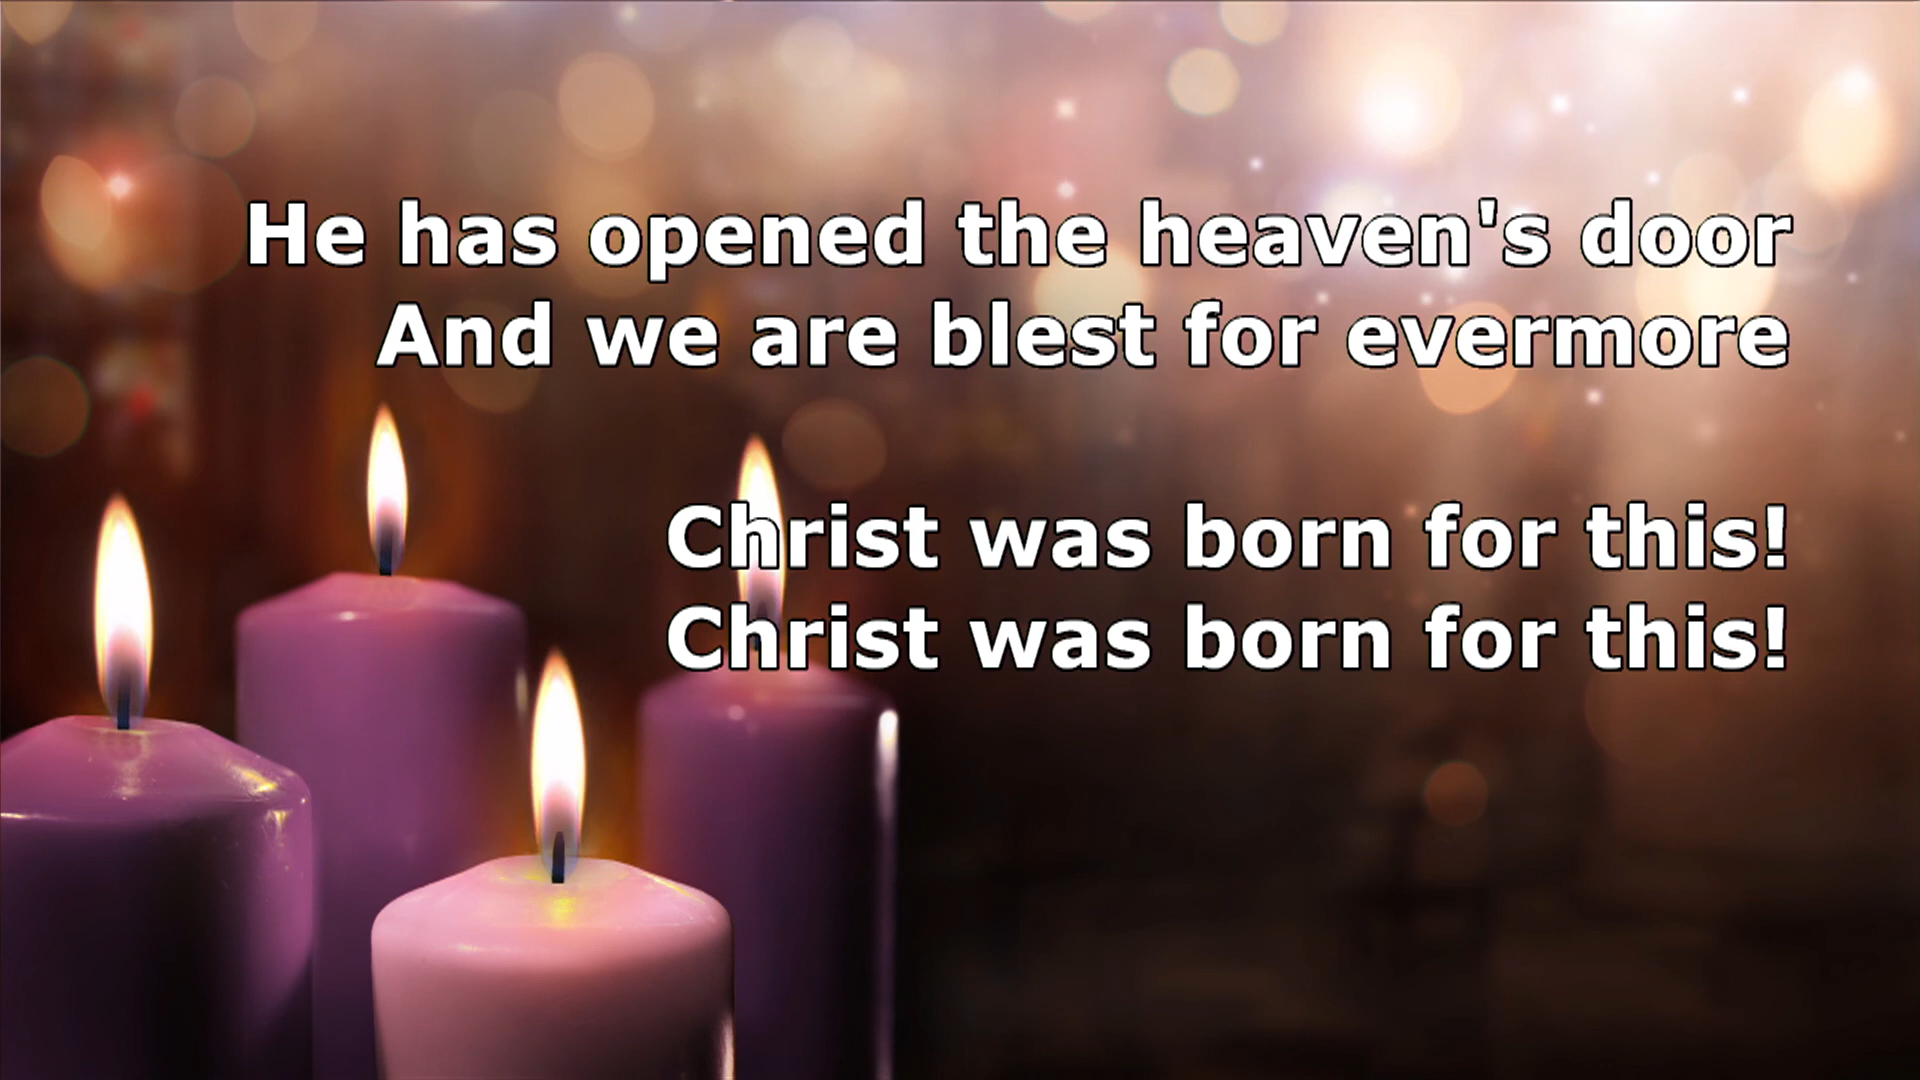 He has opened the heaven's door
And we are blest for evermore
Christ was born for this!
Christ was born for this!